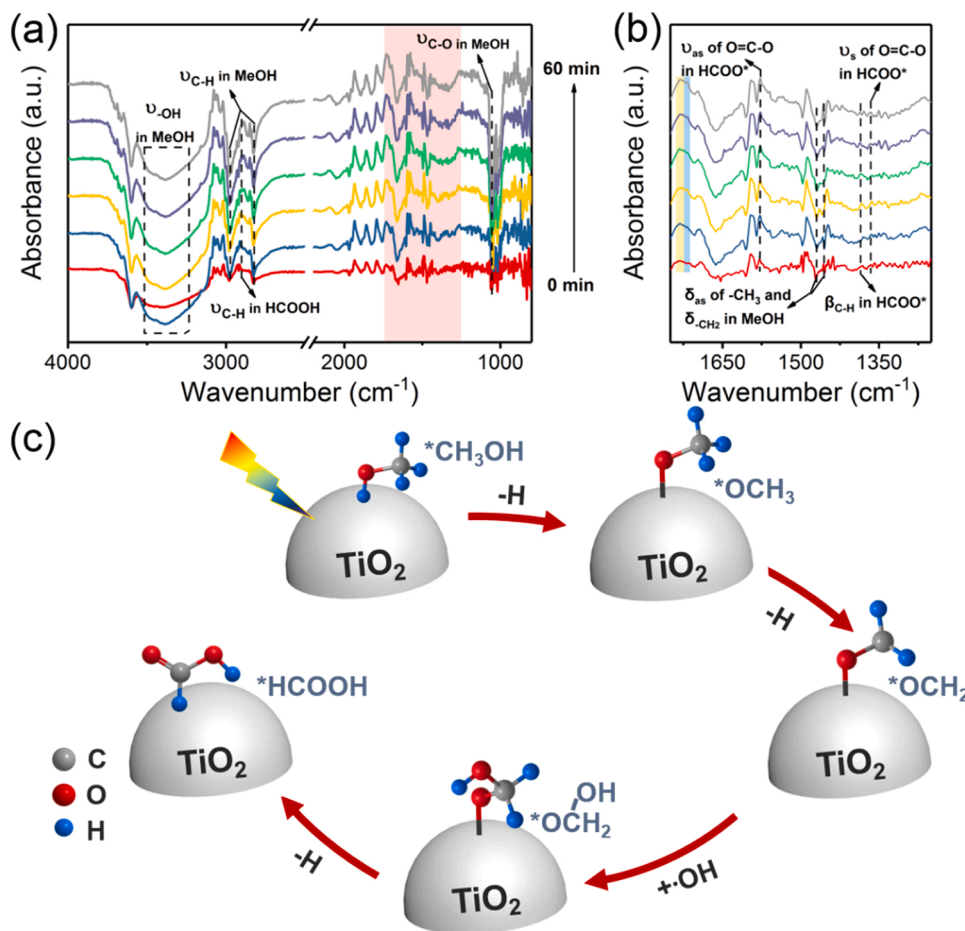 (a)
υC-O in MeOH
60 min
υC-H in MeOH
υ-OH
in MeOH
υC-H in HCOOH
0 min
Absorbance (a.u.)
4000 3000 2000 1000
Wavenumber (cm-1)
(b)
υas of O=C-O
in HCOO*
υs of O=C-O
in HCOO*
δas of -CH3 and
δ-CH2 in MeOH
βC-H in HCOO*
Absorbance (a.u.)
1650 1500 1350
Wavenumber (cm-1)
(c)
*CH3OH
TiO2
-H
*OCH3
TiO2
-H
*OCH2
TiO2
+·OH
OH
*OCH2
TiO2
-H
*HCOOH
TiO2
C
O
H